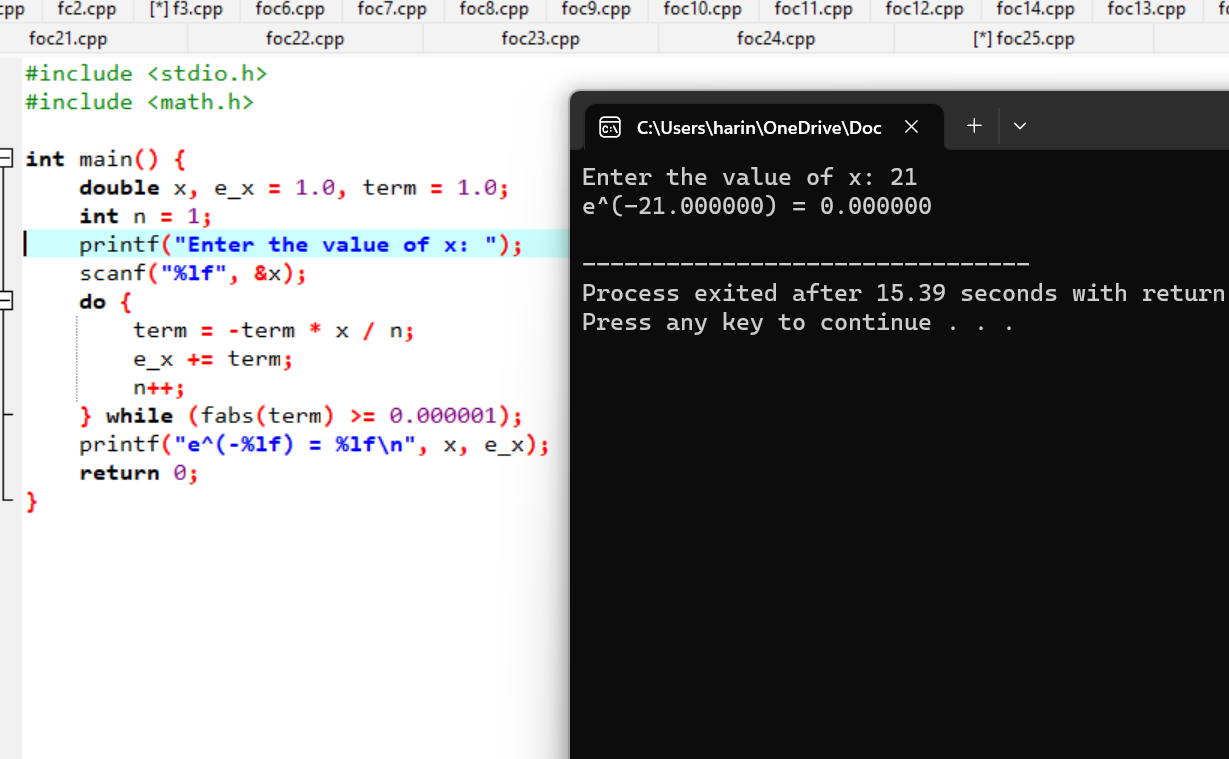 cpp fc2.cpp [*] f3.cpp foc6.cpp foc7.cpp foc8.cpp foc9.cpp foc10.cpp foc11.cpp foc12.cpp foc14.cpp foc13.cpp
foc21.cpp foc22.cpp foc23.cpp foc24.cpp [*] foc25.cpp
#include <stdio.h>
#include <math.h>
int main() {
double x, e_x = 1.0, term = 1.0;
int n = 1;
printf("Enter the value of x: ");
scanf("%lf", &x);
do {
term = -term * x / n;
e_x += term;
n++;
} while (fabs(term) >= 0.000001);
printf("e^(-%lf) = %lf\n", x, e_x);
return 0;
}
C:\Users\harin\OneDrive\Doc
Enter the value of x: 21
e^(-21.000000) = 0.000000
--------------------------------
Process exited after 15.39 seconds with return
Press any key to continue . . .